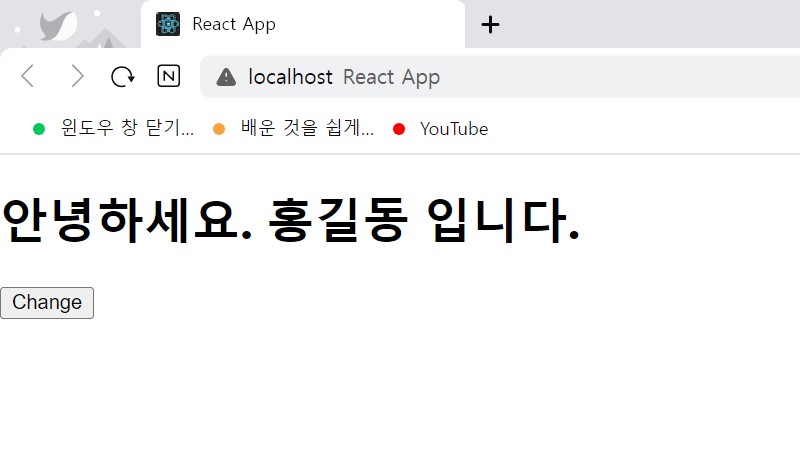 React App
N
localhost React App
윈도우 창 닫기... 배운 것을 쉽게... YouTube
안녕하세요. 홍길동 입니다.
Change